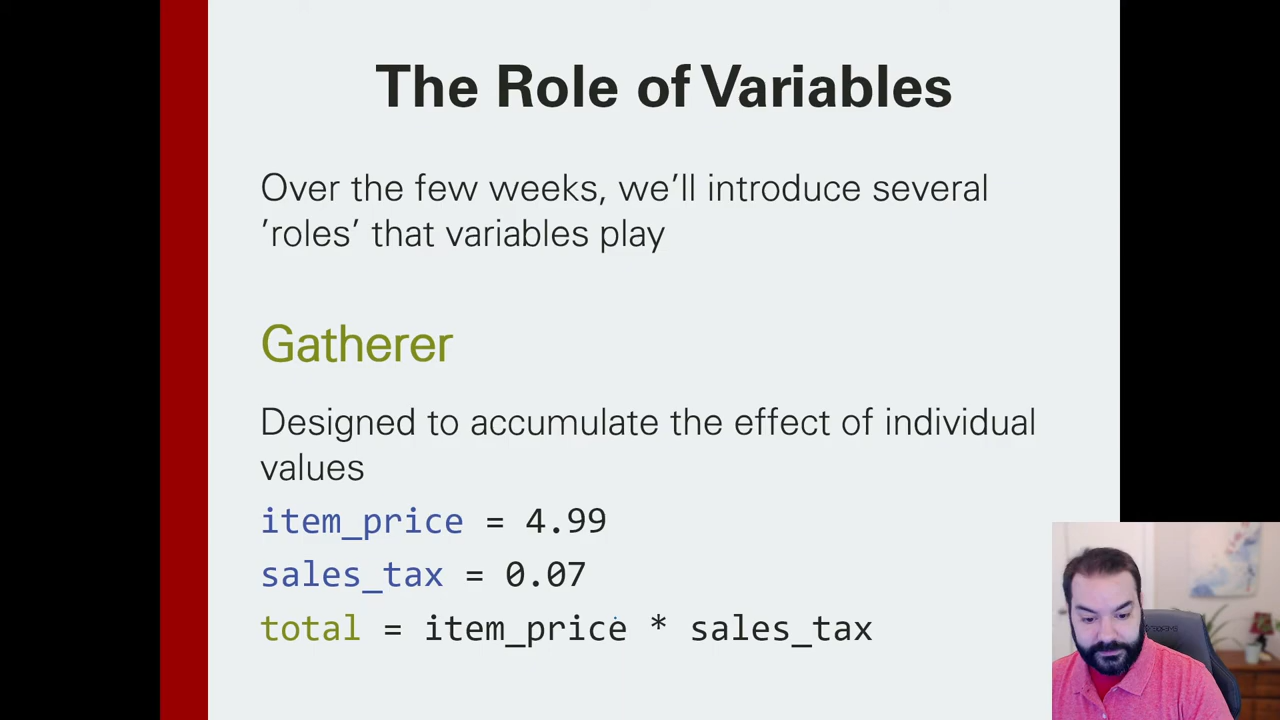 The Role of Variables
Over the few weeks, we’ll introduce several
’roles’ that variables play
Gatherer
Designed to accumulate the effect of individual
values
item_price = 4.99
sales_tax = 0.07
total = item_price * sales_tax